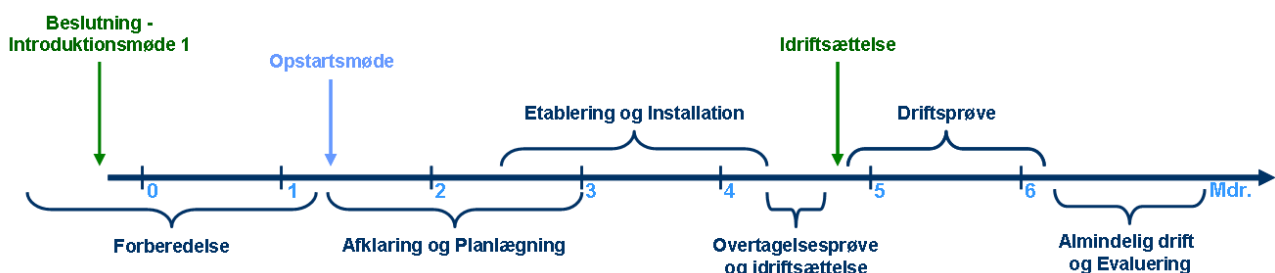 Beslutning -
Introduktionsmøde 1
Idriftsættelse
Opstartsmøde
Etablering og Installation
Driftsprøve
0
1
2
3
4
5
6
Mdr.
Forberedelse
Afklaring og Planlægning
Overtagelsesprøve
og idriftsættelse
Almindelig drift
og Evaluering